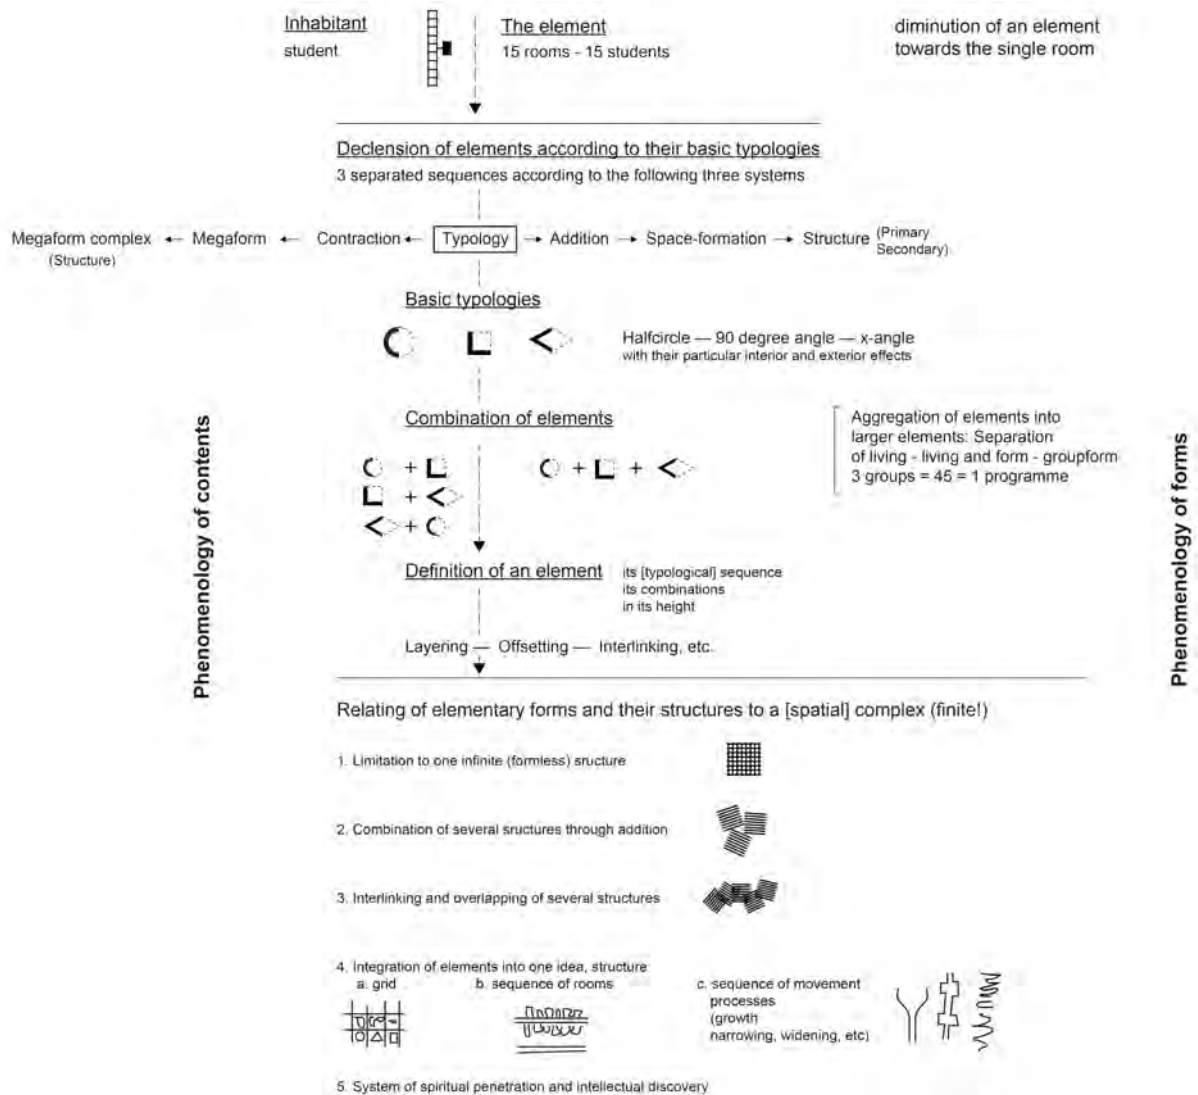 Inhabitant
student
The element
15 rooms - 15 students
diminution of an element
towards the single room
Declension of elements according to their basic typologies
3 separated sequences according to the following three systems
Megaform complex ← Megaform ← Contraction ← Typology → Addition → Space-formation → Structure (Primary
(Structure)
Secondary)
Basic typologies
Halfcircle — 90 degree angle — x-angle
with their particular interior and exterior effects
Combination of elements
+
+
+
+ +
Aggregation of elements into
larger elements: Separation
of living - living and form - groupform
3 groups = 45 = 1 programme
Phenomenology of contents
Phenomenology of forms
Definition of an element
its [typological] sequence
its combinations
in its height
Layering — Offsetting — Interlinking, etc.
Relating of elementary forms and their structures to a [spatial] complex (finite!)
1. Limitation to one infinite (formless) sructure
2. Combination of several sructures through addition
3. Interlinking and overlapping of several structures
4. Integration of elements into one idea, structure
a. grid
b. sequence of rooms
c. sequence of movement
processes
(growth
narrowing, widening, etc)
5. System of spiritual penetration and intellectual discovery